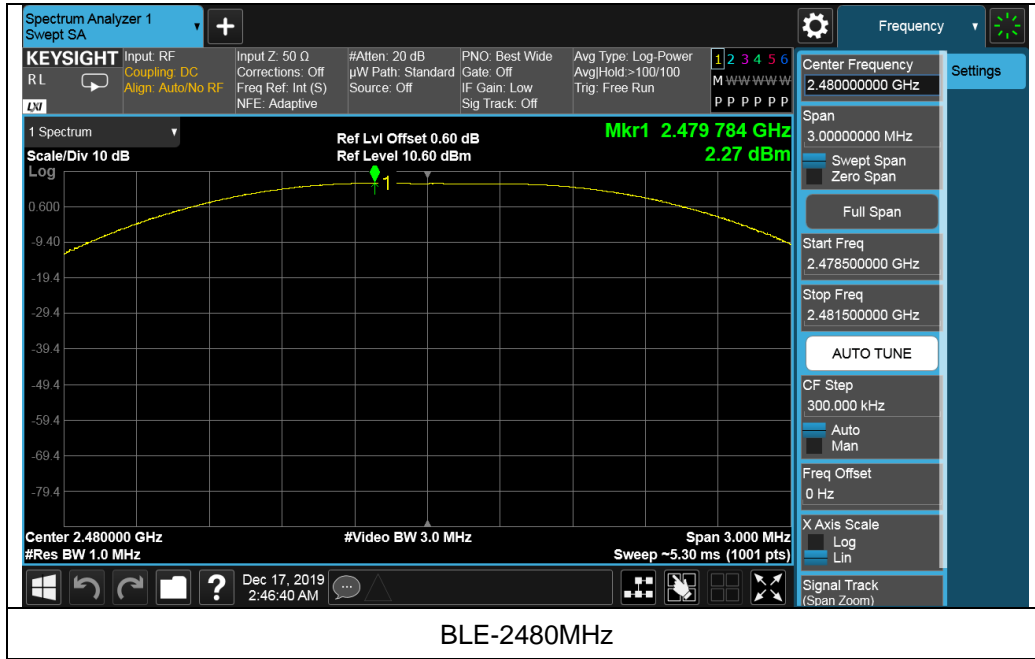 Spectrum Analyzer 1
Swept SA
+
Frequency
KEYSIGHT
RL
LXI
Input: RF
Coupling: DC
Align: Auto/No RF
Input Z: 50 Ω
Corrections: Off
Freq Ref: Int (S)
NFE: Adaptive
#Atten: 20 dB
µW Path: Standard
Source: Off
PNO: Best Wide
Gate: Off
IF Gain: Low
Sig Track: Off
Avg Type: Log-Power
Avg|Hold:>100/100
Trig: Free Run
1 2 3 4 5 6
M W W W W W
P P P P P P
1 Spectrum
Scale/Div 10 dB
Log
Ref Lvl Offset 0.60 dB
Ref Level 10.60 dBm
Mkr1 2.479 784 GHz
2.27 dBm
1
0.600
-9.40
-19.4
-29.4
-39.4
-49.4
-59.4
-69.4
-79.4
Center 2.480000 GHz
#Res BW 1.0 MHz
#Video BW 3.0 MHz
Span 3.000 MHz
Sweep ~5.30 ms (1001 pts)
Center Frequency
2.480000000 GHz
Settings
Span
3.00000000 MHz
Swept Span
Zero Span
Full Span
Start Freq
2.478500000 GHz
Stop Freq
2.481500000 GHz
AUTO TUNE
CF Step
300.000 kHz
Auto
Man
Freq Offset
0 Hz
X Axis Scale
Log
Lin
Signal Track
(Span Zoom)
?
Dec 17, 2019
2:46:40 AM
BLE-2480MHz